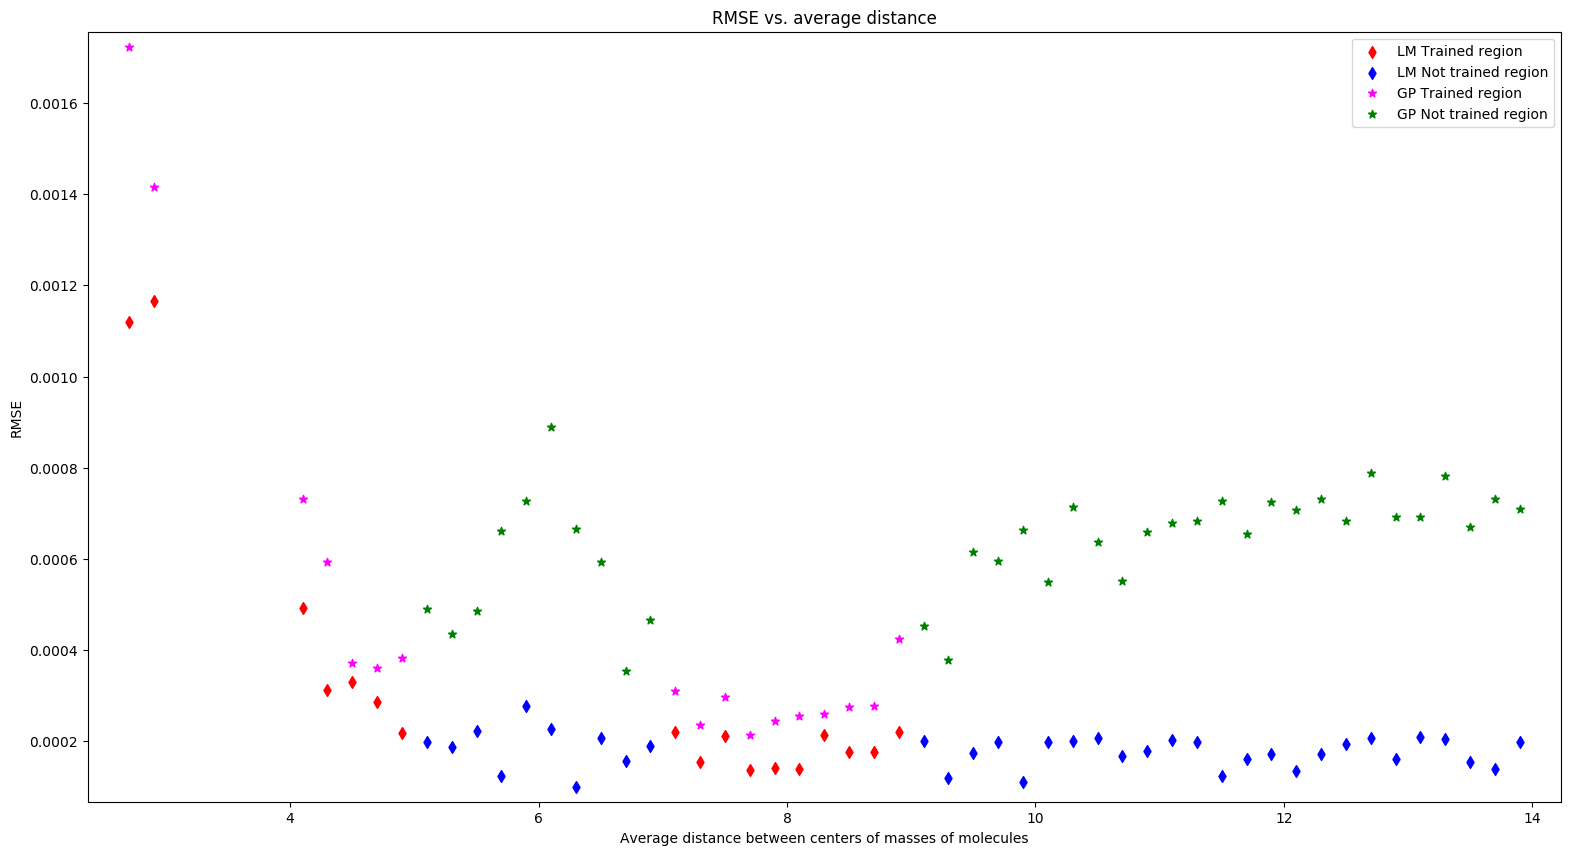 RMSE vs. average distance
LM Trained region
LM Not trained region
GP Trained region
GP Not trained region
0.0016
0.0014
0.0012
0.0010
0.0008
0.0006
0.0004
0.0002
RMSE
4 6 8 10 12 14
Average distance between centers of masses of molecules